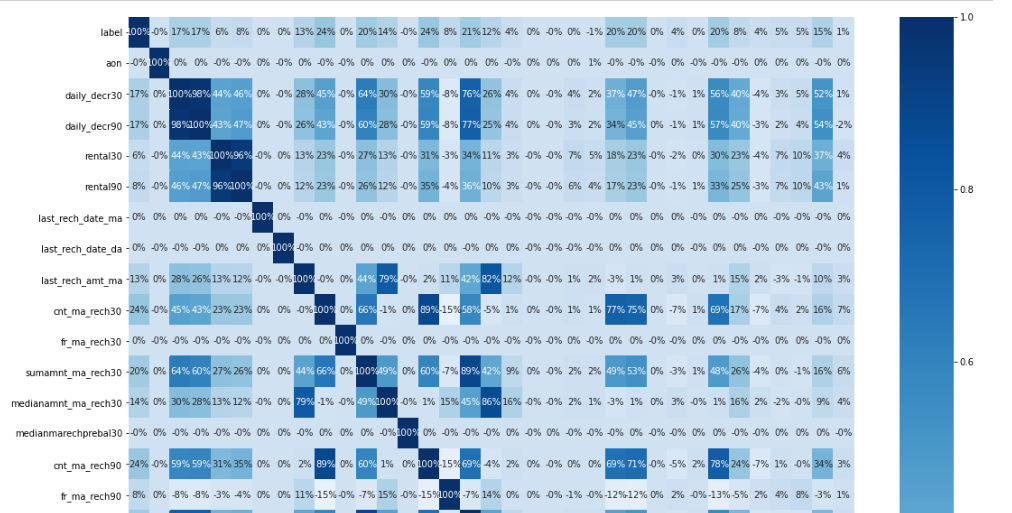 label 100% -0% 17% 17% 6% 8% 0% 0% 13% 24% 0% 20% 14% -0% 24% 8% 21% 12% 4% 0% -0% 0% -1% 20% 20% 0% 4% 0% 20% 8% 4% 5% 5% 15% 1% 1.0
aon -0% 100% 0% 0% -0% -0% 0% -0% 0% -0% -0% 0% 0% -0% -0% 0% -0% 0% 0% -0% -0% 0% 1% 0% -0% -0% 0% -0% -0% 0% 0% 0% -0% 0%
daily_decr30 -17% 0% 100% 98% 44% 46% 0% -0% 28% 45% -0% 64% 30% -0% 59% -8% 76% 26% 4% 0% -0% 4% 2% 37% 47% -0% -1% 1% 56% 40% -4% 3% 5% 52% 1%
daily_decr90 -17% 0% 98% 100% 43% 47% 0% -0% 26% 43% -0% 60% 28% -0% 59% -8% 77% 25% 4% 0% -0% 3% 2% 34% 45% 0% -1% 1% 57% 40% -3% 2% 4% 54% -2%
rental30 - 6% -0% 44% 43% 100% 96% -0% 0% 13% 23% -0% 27% 13% -0% 31% -3% 34% 11% 3% -0% -0% 7% 5% 18% 23% -0% -2% 0% 30% 23% -4% 7% 10% 37% 4%
rental90 - 8% -0% 46% 47% 96% 100% -0% 0% 12% 23% -0% 26% 12% -0% 35% -4% 36% 10% 3% 0% -0% 6% 4% 17% 23% -0% -1% 1% 33% 25% -3% 7% 10% 43% 1%
last_rech_date_ma - 0% 0% 0% 0% -0% -0% 100% 0% -0% 0% -0% 0% -0% -0% 0% 0% 0% -0% -0% -0% -0% -0% -0% 0% 0% -0% 0% -0% 0% 0% -0% -0% -0% -0% 0%
last_rech_date_da - 0% 0% -0% -0% 0% 0% 0% 100% -0% 0% 0% 0% -0% -0% 0% 0% -0% 0% 0% -0% -0% -0% -0% 0% 0% -0% 0% -0% 0% 0% -0% 0% -0% 0% 0%
last_rech_amt_ma -13% 0% 28% 26% 13% 12% -0% -0% 100% -0% 0% 44% 79% -0% 2% 11% 42% 82% 12% -0% -0% 1% 2% -3% 1% 0% 3% 0% 1% 15% 2% -3% -1% 10% 3%
cnt_ma_rech30 -24% -0% 45% 43% 23% 23% 0% 0% -0% 100% 0% 66% -1% 0% 89% -15% 58% -5% 1% 0% -0% 1% 1% 77% 75% 0% -7% 1% 69% 17% -7% 4% 2% 16% 7%
fr_ma_rech30 - 0% -0% -0% -0% -0% -0% -0% 0% 0% 0% 100% 0% 0% -0% 0% -0% 0% 0% 0% -0% -0% -0% -0% 0% 0% -0% 0% -0% 0% -0% 0% 0% -0% -0% 0%
sumamnt_ma_rech30 -20% 0% 64% 60% 27% 26% 0% 0% 44% 66% 0% 100% 49% 0% 60% -7% 89% 42% 9% 0% -0% 2% 2% 49% 53% 0% -3% 1% 48% 26% -4% 0% -1% 16% 6% 0.6
medianamnt_ma_rech30 -14% 0% 30% 28% 13% 12% -0% -0% 79% -1% -0% 49% 100% -0% 1% 15% 45% 86% 16% -0% -0% 2% 1% -3% 1% 0% 3% -0% 1% 16% 2% -2% -0% 9% 4%
medianmarechprebal30 -0% 0% -0% -0% -0% -0% -0% -0% -0% 0% -0% 0% -0% 100% 0% -0%
cnt_ma_rech90 -24% -0% 59% 59% 31% 35% 0% 0% 2% 89% 0% 60% 1% 0% 100% -15% 69% -4% 2% 0% -0% 0% 0% 69% 71% -0% -5% 2% 78% 24% -7% 1% -0% 34% 3%
fr_ma_rech90 - 8% 0% -8% -8% -3% -4% 0% 0% 11% -15% -0% -7% 15% -0% -15% 100% -7% 14% 0% 0% -0% -1% -0% -12% -12% 0% 2% -0% -13% -5% 2% 4% 8% -3% 1%
0.8